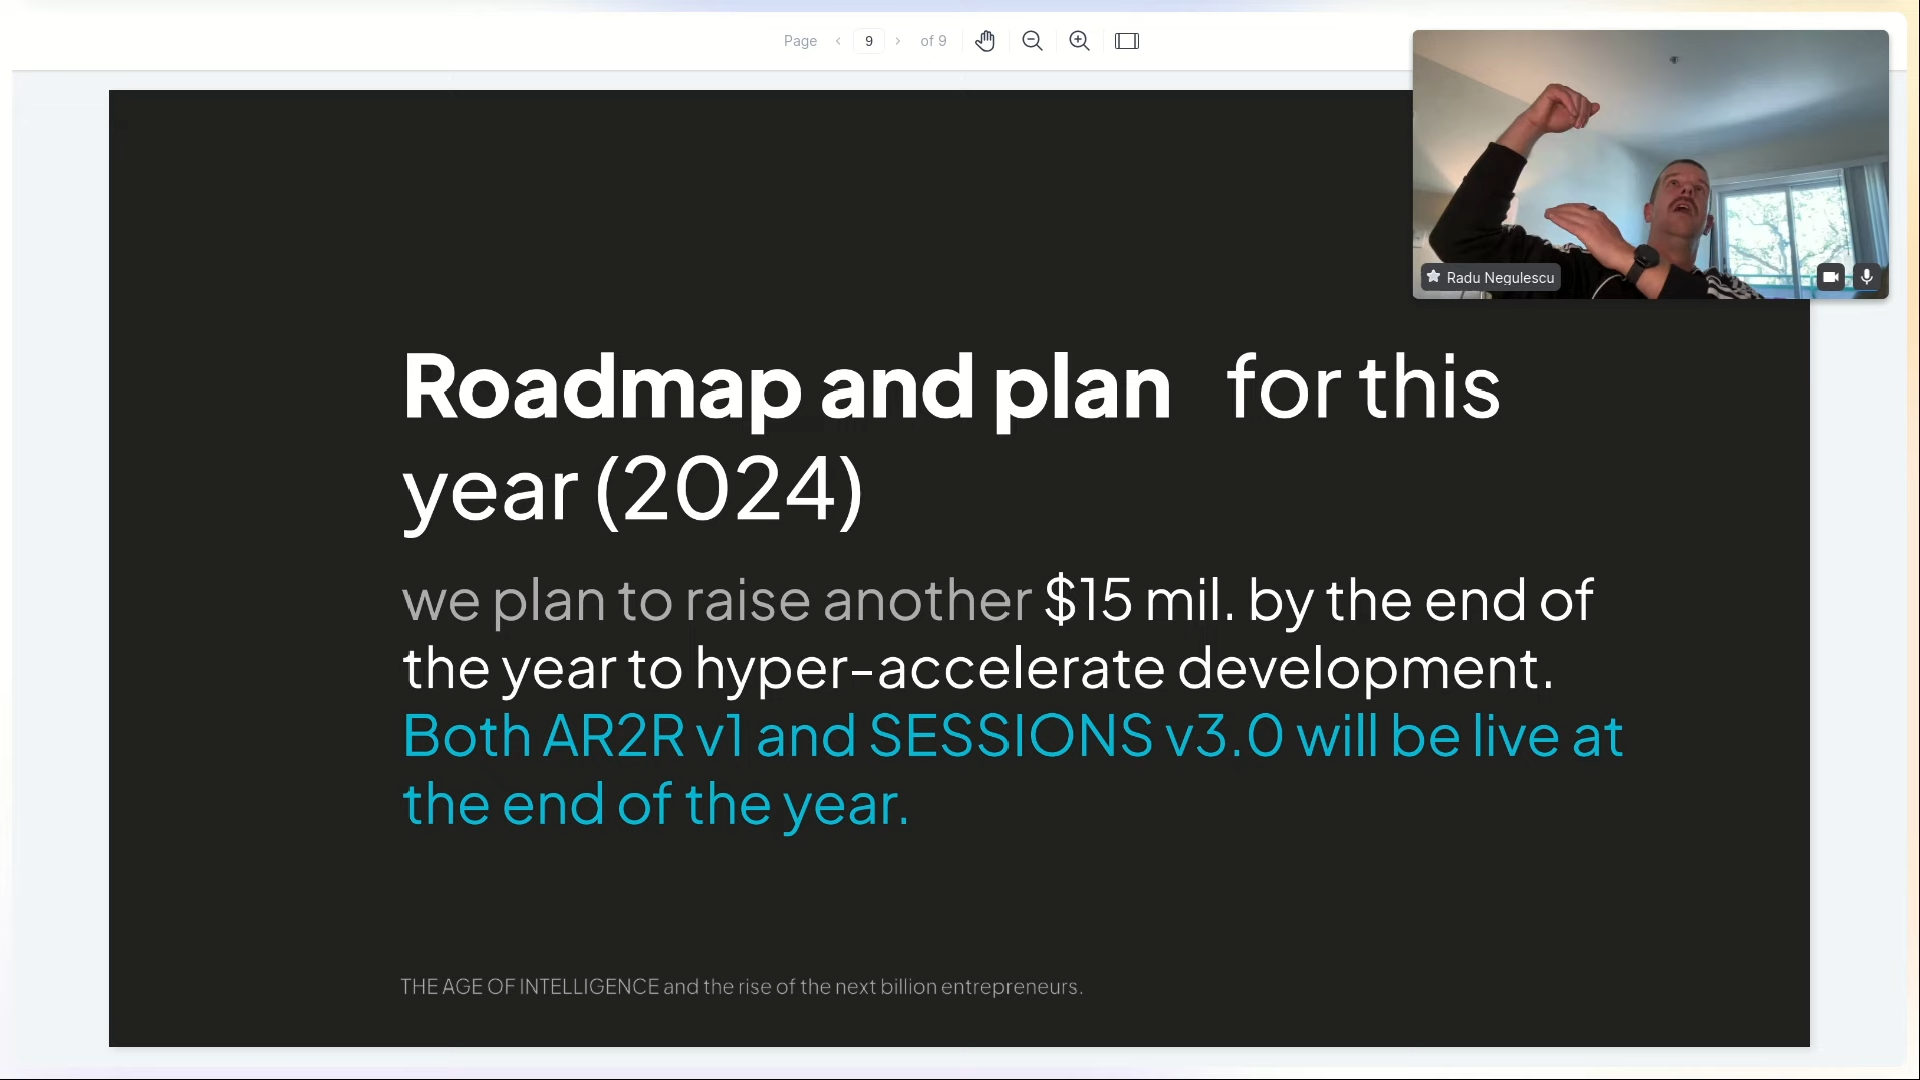 Page 9 of 9
Radu Negulescu
Roadmap and plan for this
year (2024)
we plan to raise another $15 mil. by the end of
the year to hyper-accelerate development.
Both AR2R v1 and SESSIONS v3.0 will be live at
the end of the year.
THE AGE OF INTELLIGENCE and the rise of the next billion entrepreneurs.